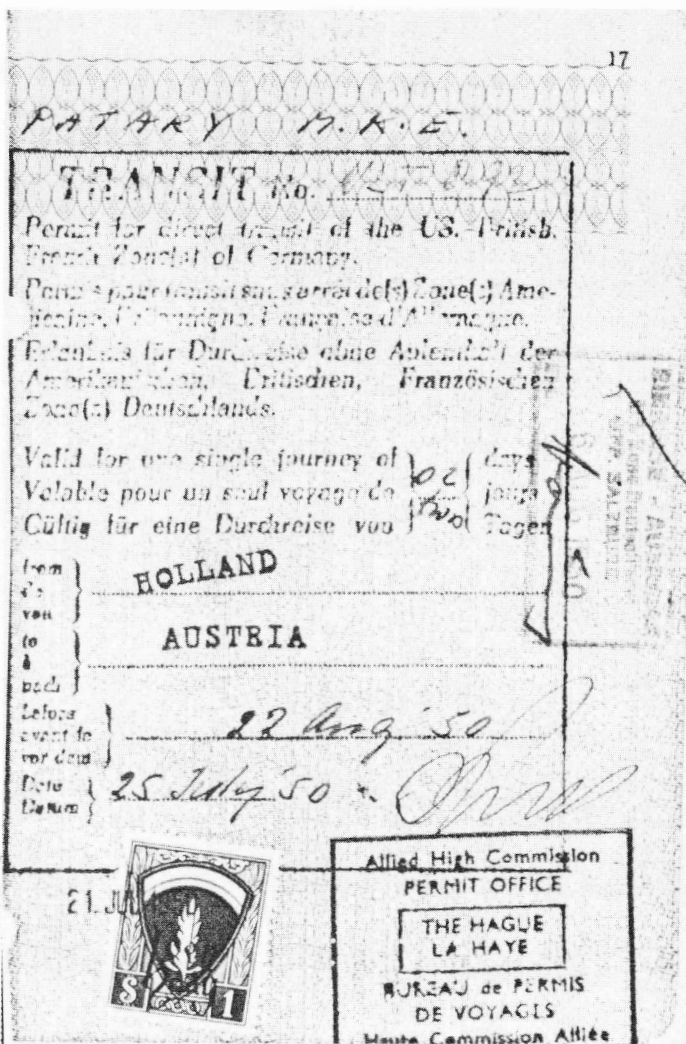 17
PATARY M.K.E.
TRANSIT No.
Permit for direct transit of the US. British.
French Zone(s) of Germany.
Permis pour transit sans arrêt de(s) Zone(s) Amé-
ricaine, Britannique, Française d'Allemagne.
Erlaubnis für Durchreise ohne Aufenthalt der
Amerikanischen, Britischen, Französischen
Zone(n) Deutschlands.
Valid for one single journey of days
Valable pour un seul voyage de jours
Gültig für eine Durchreise von Tagen
from
de
von
HOLLAND
to
à
nach
AUSTRIA
before
avant le
vor dem
22 Aug '50
Date
Datum
25 July '50
21. JU
$ 1
Allied High Commission
PERMIT OFFICE
THE HAGUE
LA HAYE
BUREAU de PERMIS
DE VOYAGES
Haute Commission Alliée